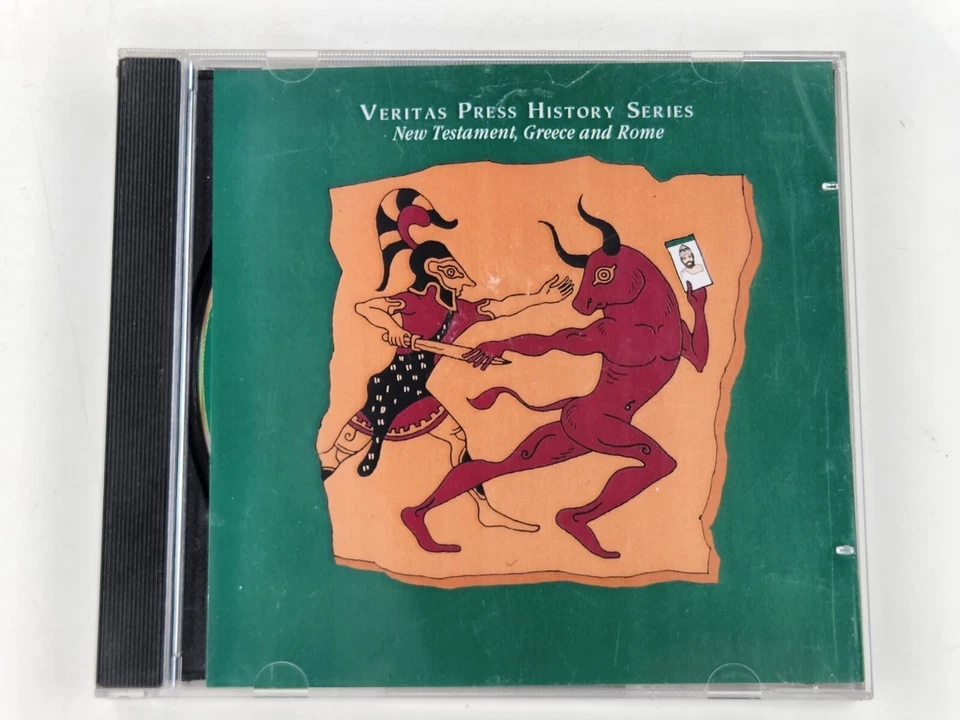 VERITAS PRESS HISTORY SERIES
New Testament, Greece and Rome